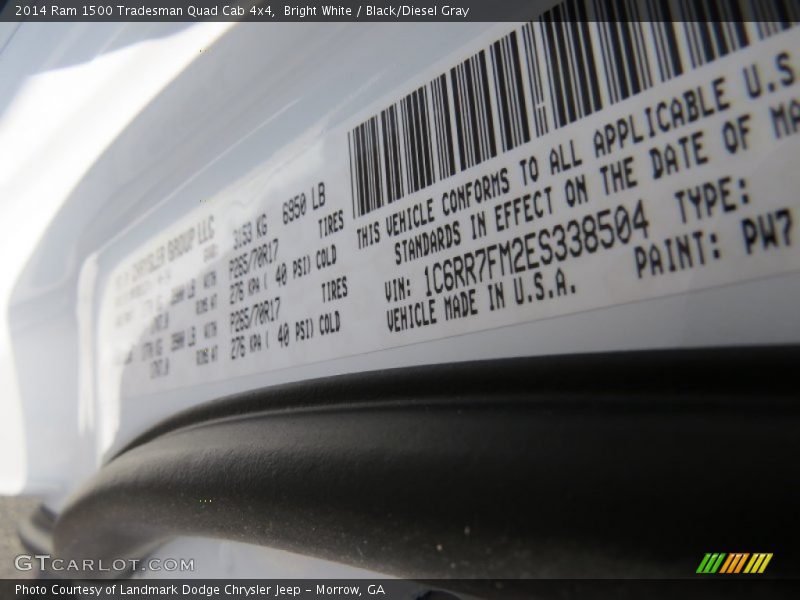 2014 Ram 1500 Tradesman Quad Cab 4x4, Bright White / Black/Diesel Gray
CHRYSLER GROUP LLC
3153 KG 6950 LB
TIRES
P265/70R17
276 KPA ( 40 PSI) COLD
TIRES
P265/70R17
276 KPA ( 40 PSI) COLD
THIS VEHICLE CONFORMS TO ALL APPLICABLE U.S
STANDARDS IN EFFECT ON THE DATE OF MA
VIN: 1C6RR7FM2ES338504 TYPE:
VEHICLE MADE IN U.S.A. PAINT: PW7
GTCARLOT.COM
Photo Courtesy of Landmark Dodge Chrysler Jeep - Morrow, GA